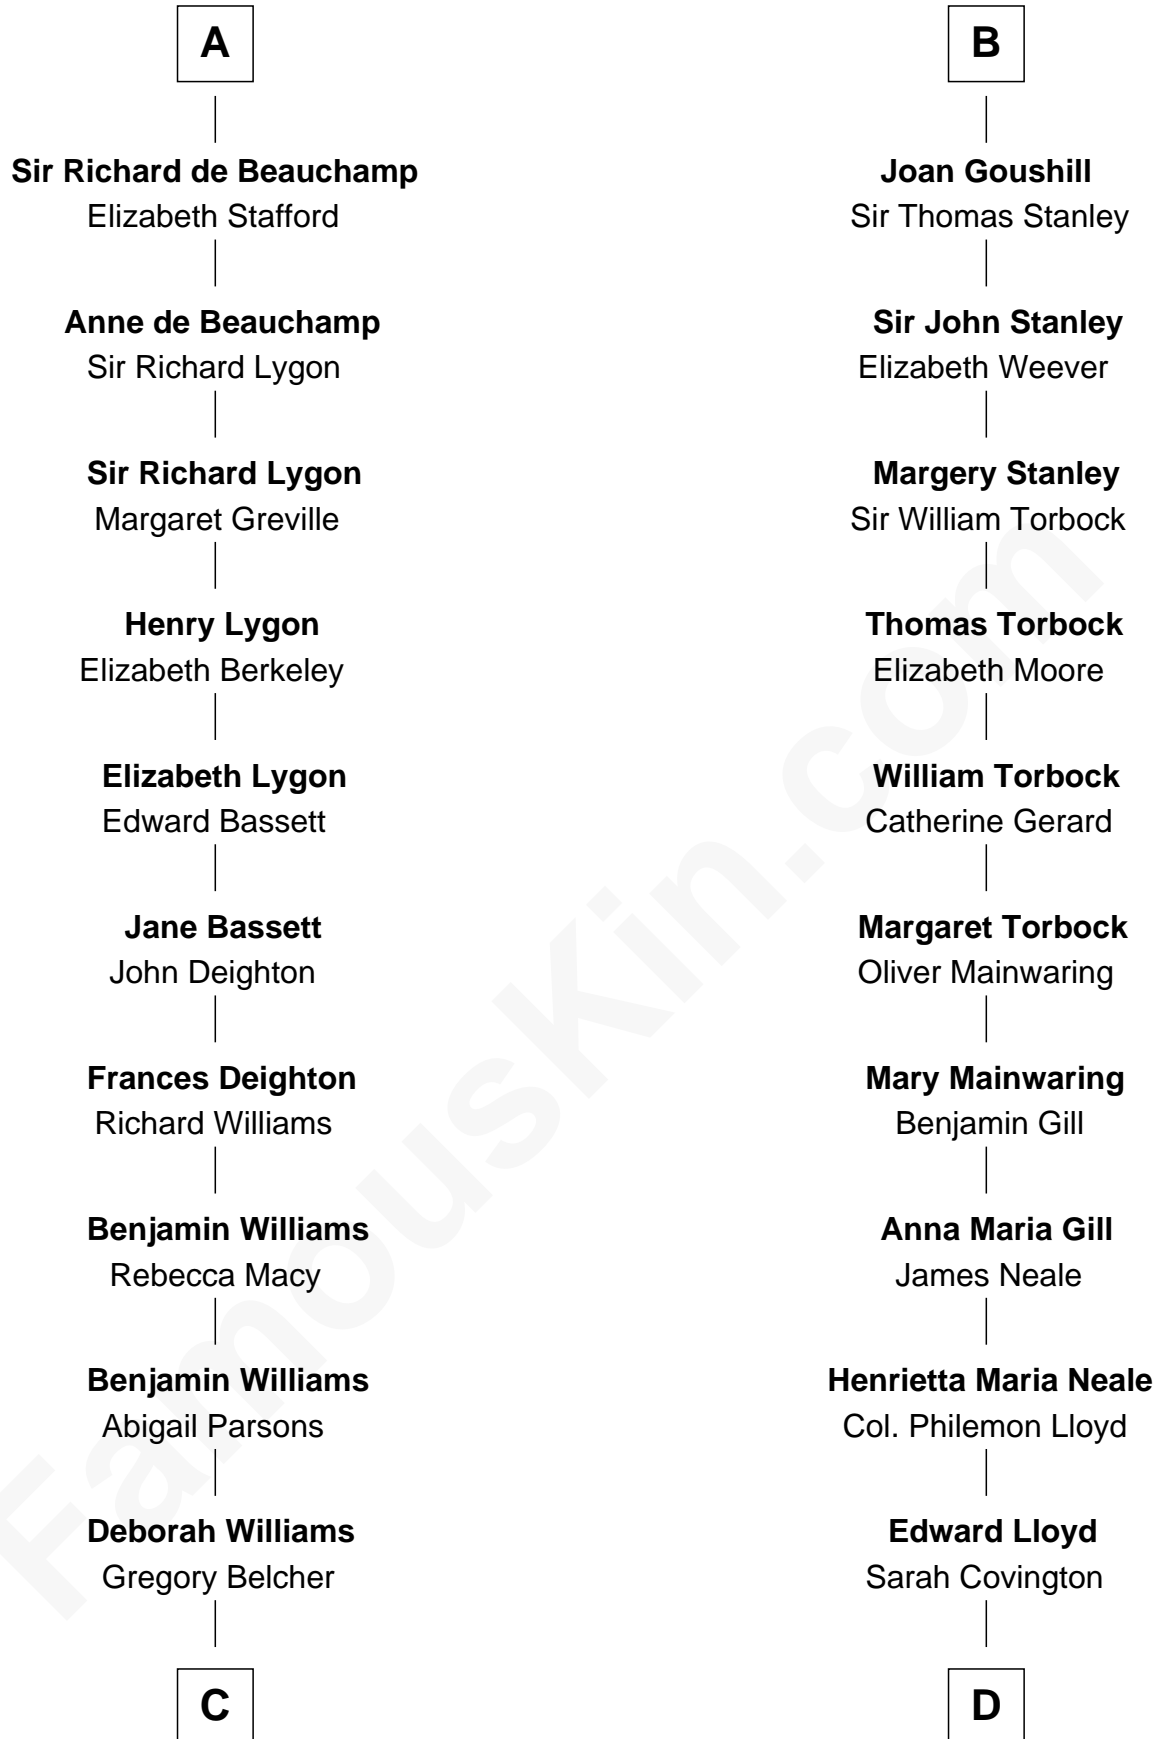 A
Sir Richard de Beauchamp
Elizabeth Stafford
Anne de Beauchamp
Sir Richard Lygon
Sir Richard Lygon
Margaret Greville
Henry Lygon
Elizabeth Berkeley
Elizabeth Lygon
Edward Bassett
Jane Bassett
John Deighton
Frances Deighton
Richard Williams
Benjamin Williams
Rebecca Macy
Benjamin Williams
Abigail Parsons
Deborah Williams
Gregory Belcher
C
B
Joan Goushill
Sir Thomas Stanley
Sir John Stanley
Elizabeth Weever
Margery Stanley
Sir William Torbock
Thomas Torbock
Elizabeth Moore
William Torbock
Catherine Gerard
Margaret Torbock
Oliver Mainwaring
Mary Mainwaring
Benjamin Gill
Anna Maria Gill
James Neale
Henrietta Maria Neale
Col. Philemon Lloyd
Edward Lloyd
Sarah Covington
D
FamousKin.com